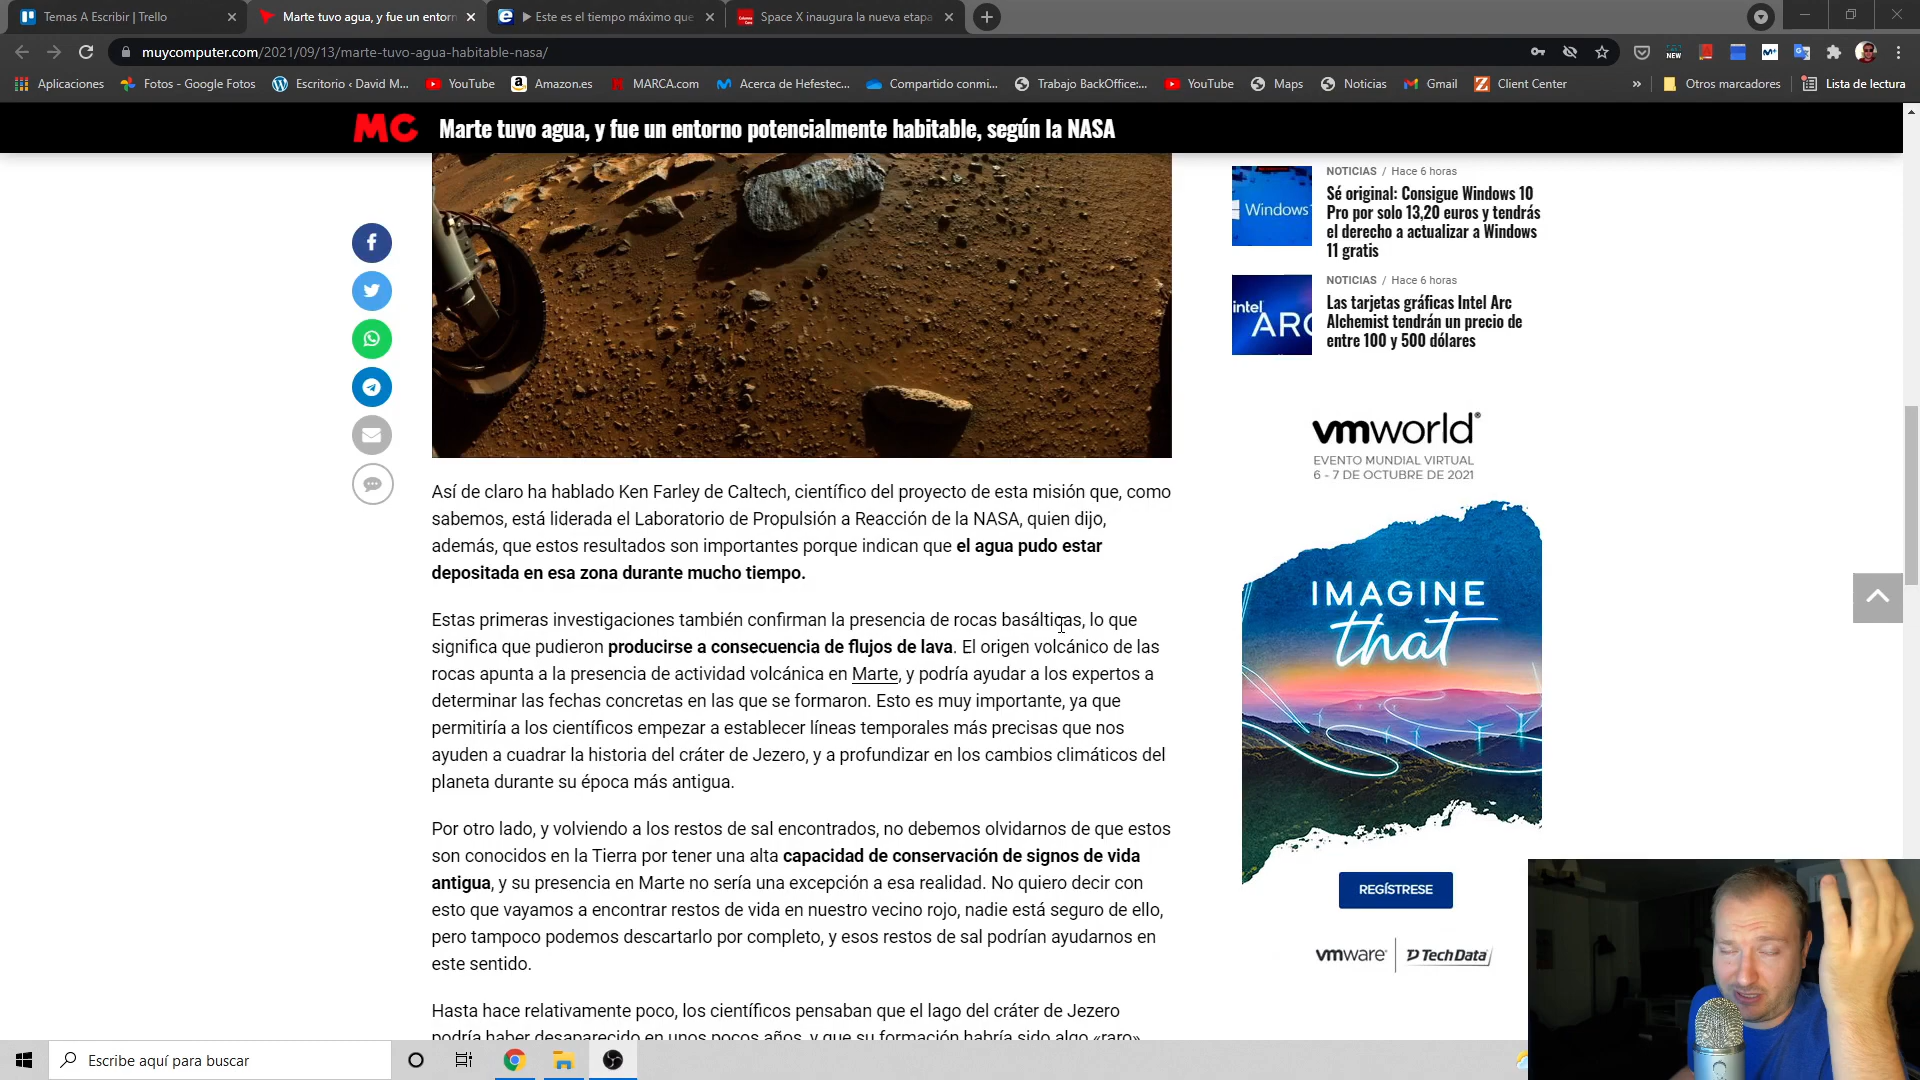 Temas A Escribir | Trello
Marte tuvo agua, y fue un entorn
Este es el tiempo máximo que
Space X inaugura la nueva etapa
muycomputer.com/2021/09/13/marte-tuvo-agua-habitable-nasa/
NEW
Aplicaciones
Fotos - Google Fotos
Escritorio ‹ David M...
YouTube
Amazon.es
MARCA.com
Acerca de Hefestec...
Compartido conmi...
Trabajo BackOffice:...
YouTube
Maps
Noticias
Gmail
Client Center
»
Otros marcadores
Lista de lectura
MC
Marte tuvo agua, y fue un entorno potencialmente habitable, según la NASA
Así de claro ha hablado Ken Farley de Caltech, científico del proyecto de esta misión que, como
sabemos, está liderada el Laboratorio de Propulsión a Reacción de la NASA, quien dijo,
además, que estos resultados son importantes porque indican que el agua pudo estar
depositada en esa zona durante mucho tiempo.
Estas primeras investigaciones también confirman la presencia de rocas basálticas, lo que
significa que pudieron producirse a consecuencia de flujos de lava. El origen volcánico de las
rocas apunta a la presencia de actividad volcánica en Marte, y podría ayudar a los expertos a
determinar las fechas concretas en las que se formaron. Esto es muy importante, ya que
permitiría a los científicos empezar a establecer líneas temporales más precisas que nos
ayuden a cuadrar la historia del cráter de Jezero, y a profundizar en los cambios climáticos del
planeta durante su época más antigua.
Por otro lado, y volviendo a los restos de sal encontrados, no debemos olvidarnos de que estos
son conocidos en la Tierra por tener una alta capacidad de conservación de signos de vida
antigua, y su presencia en Marte no sería una excepción a esa realidad. No quiero decir con
esto que vayamos a encontrar restos de vida en nuestro vecino rojo, nadie está seguro de ello,
pero tampoco podemos descartarlo por completo, y esos restos de sal podrían ayudarnos en
este sentido.
Hasta hace relativamente poco, los científicos pensaban que el lago del cráter de Jezero
podría haber desaparecido en unos pocos años, y que su formación habría sido algo «raro».
Windows
NOTICIAS / Hace 6 horas
Sé original: Consigue Windows 10
Pro por solo 13,20 euros y tendrás
el derecho a actualizar a Windows
11 gratis
intel
ARC
NOTICIAS / Hace 6 horas
Las tarjetas gráficas Intel Arc
Alchemist tendrán un precio de
entre 100 y 500 dólares
vmworld®
EVENTO MUNDIAL VIRTUAL
6 - 7 DE OCTUBRE DE 2021
IMAGINE
that
REGÍSTRESE
vmware® TechData
Escribe aquí para buscar